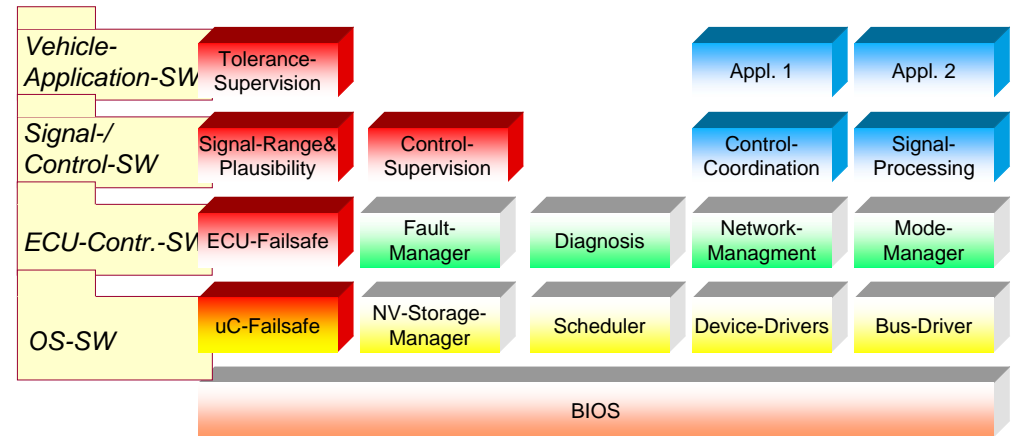 Vehicle-
Application-SW
Tolerance-
Supervision
Appl. 1
Appl. 2
Signal-/
Control-SW
Signal-Range&
Plausibility
Control-
Supervision
Control-
Coordination
Signal-
Processing
ECU-Contr.-SW
ECU-Failsafe
Fault-
Manager
Diagnosis
Network-
Managment
Mode-
Manager
OS-SW
uC-Failsafe
NV-Storage-
Manager
Scheduler
Device-Drivers
Bus-Driver
BIOS